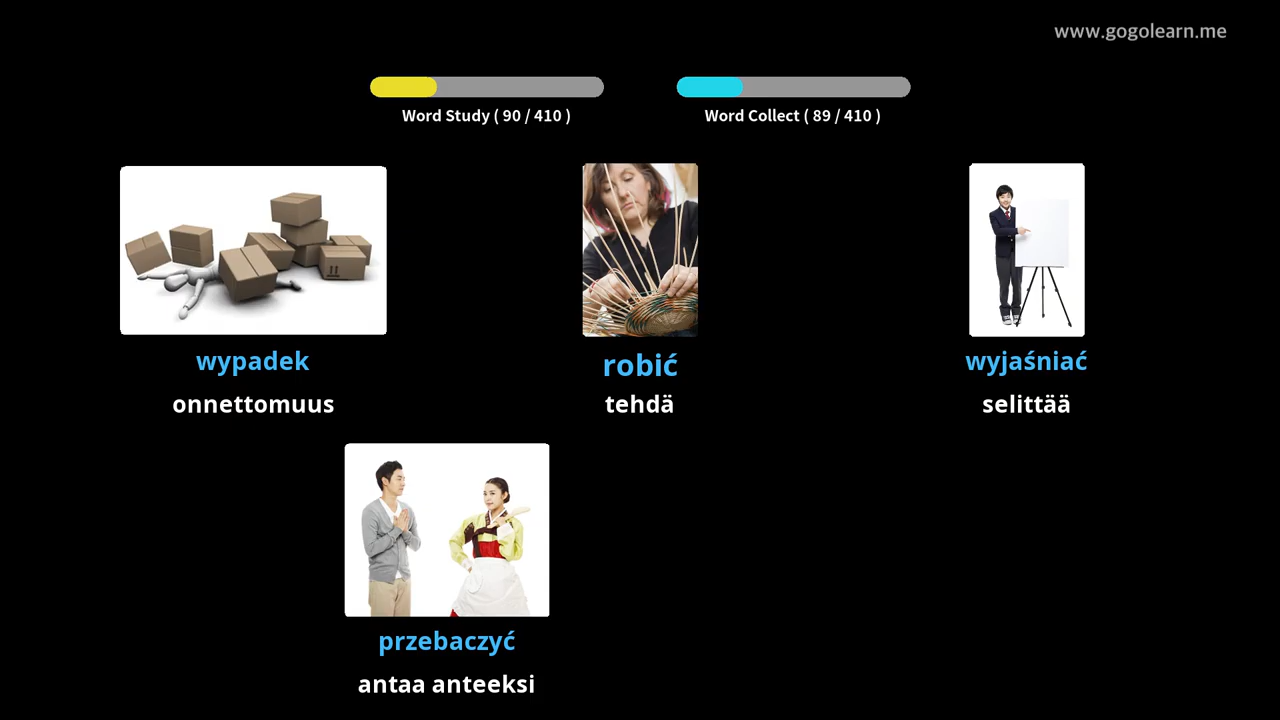 www.gogolearn.me
Word Study ( 90 / 410 )
Word Collect ( 89 / 410 )
wypadek
onnettomuus
robić
tehdä
wyjaśniać
selittää
przebaczyć
antaa anteeksi